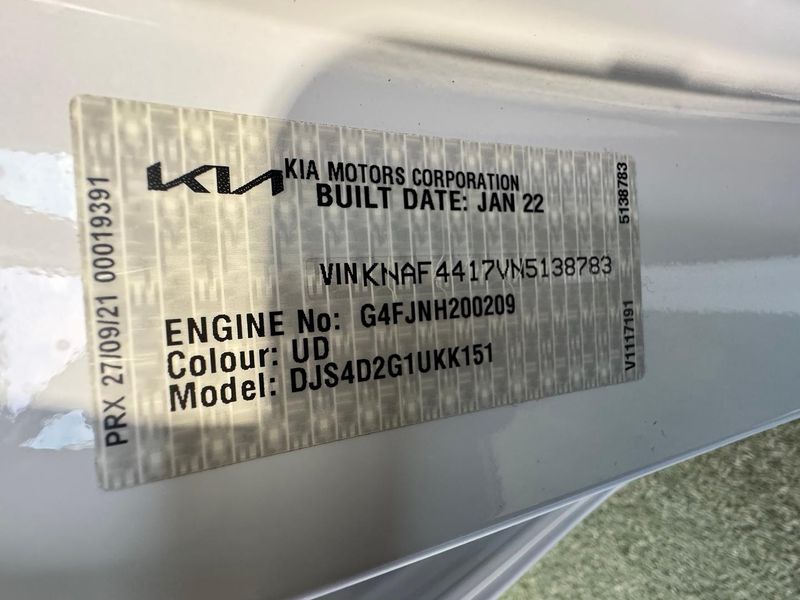 KIA KIA MOTORS CORPORATION
BUILT DATE: JAN 22
VIN KNAF4417VN5138783
ENGINE No: G4FJNH200209
Colour: UD
Model: DJS4D2G1UKK151
PRX 27/09/21 00019391
5138783
V1117191